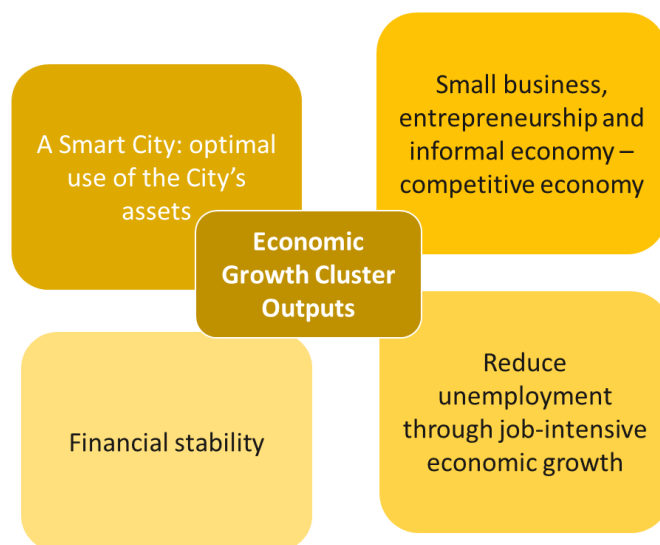 A Smart City: optimal
use of the City's
assets
Small business,
entrepreneurship and
informal economy –
competitive economy
Economic
Growth Cluster
Outputs
Financial stability
Reduce
unemployment
through job-intensive
economic growth